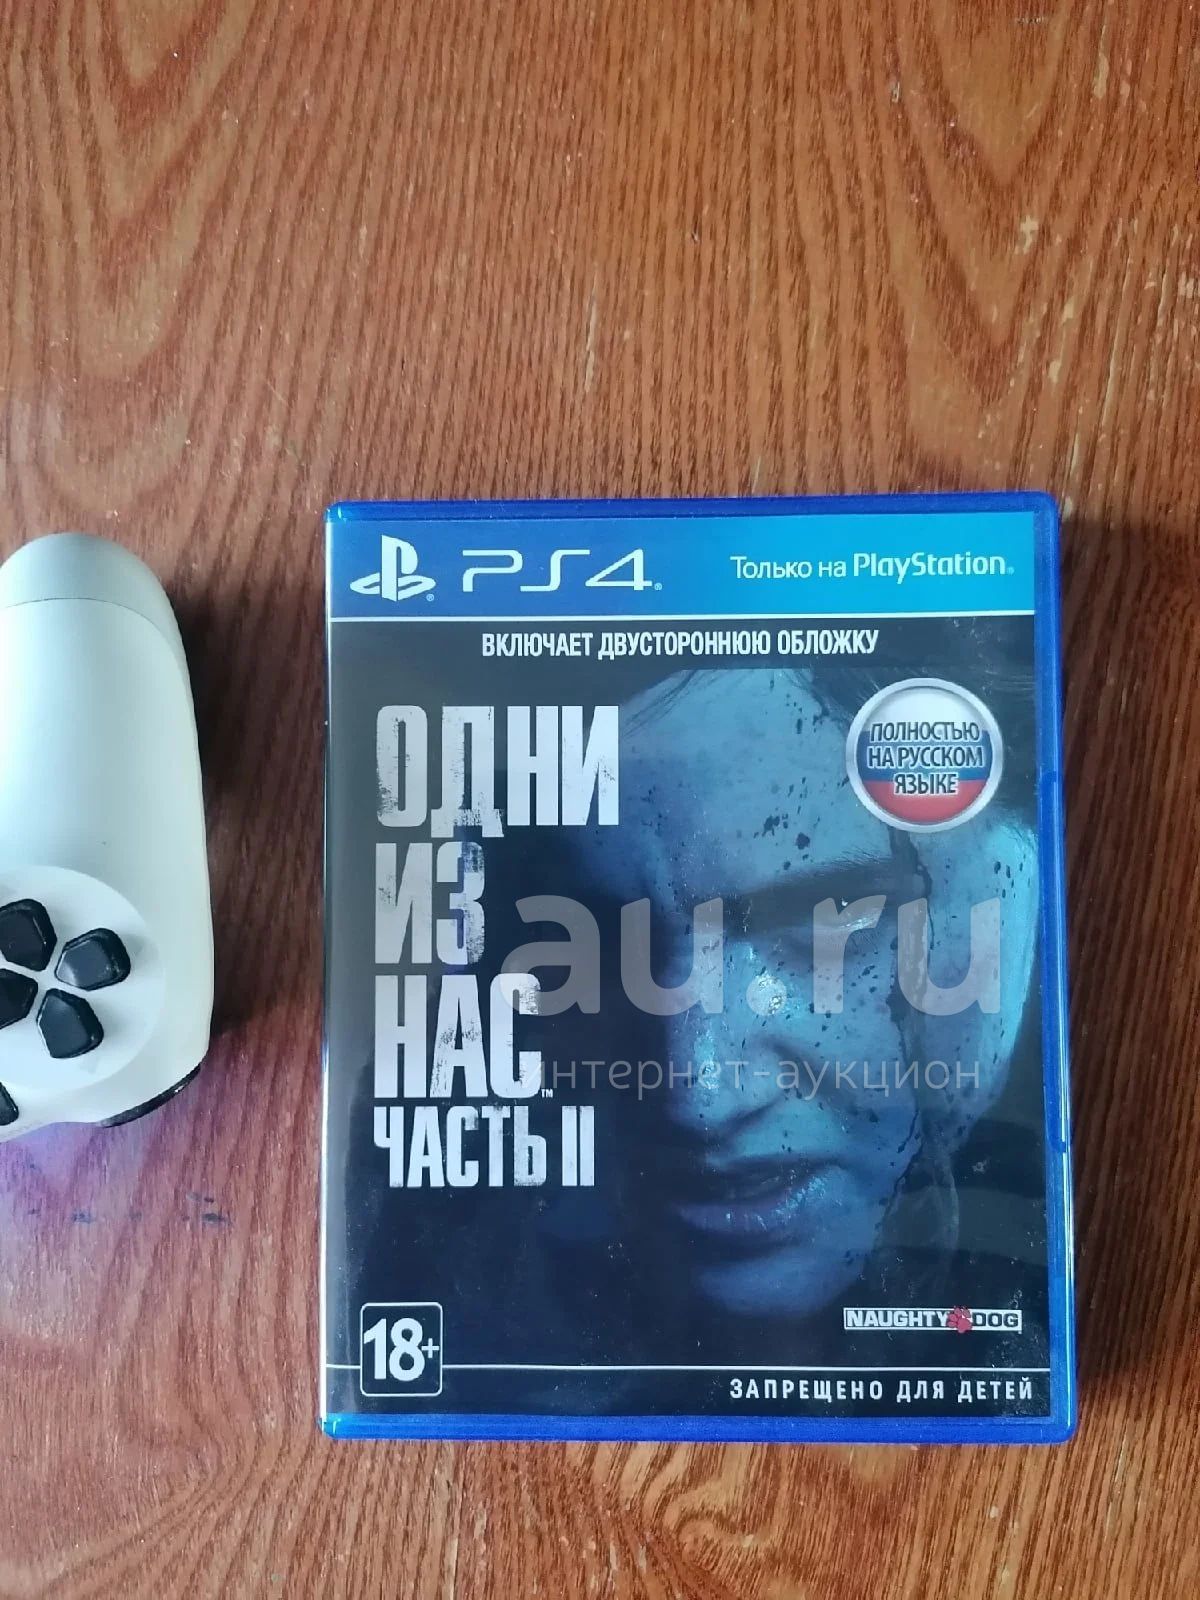 PS4 Только на PlayStation
ВКЛЮЧАЕТ ДВУСТОРОННЮЮ ОБЛОЖКУ
ПОЛНОСТЬЮ
НА РУССКОМ
ЯЗЫКЕ
ОДНИ
ИЗ
НАС™
ЧАСТЬ II
au.ru
интернет-аукцион
NAUGHTY DOG
18+
ЗАПРЕЩЕНО ДЛЯ ДЕТЕЙ